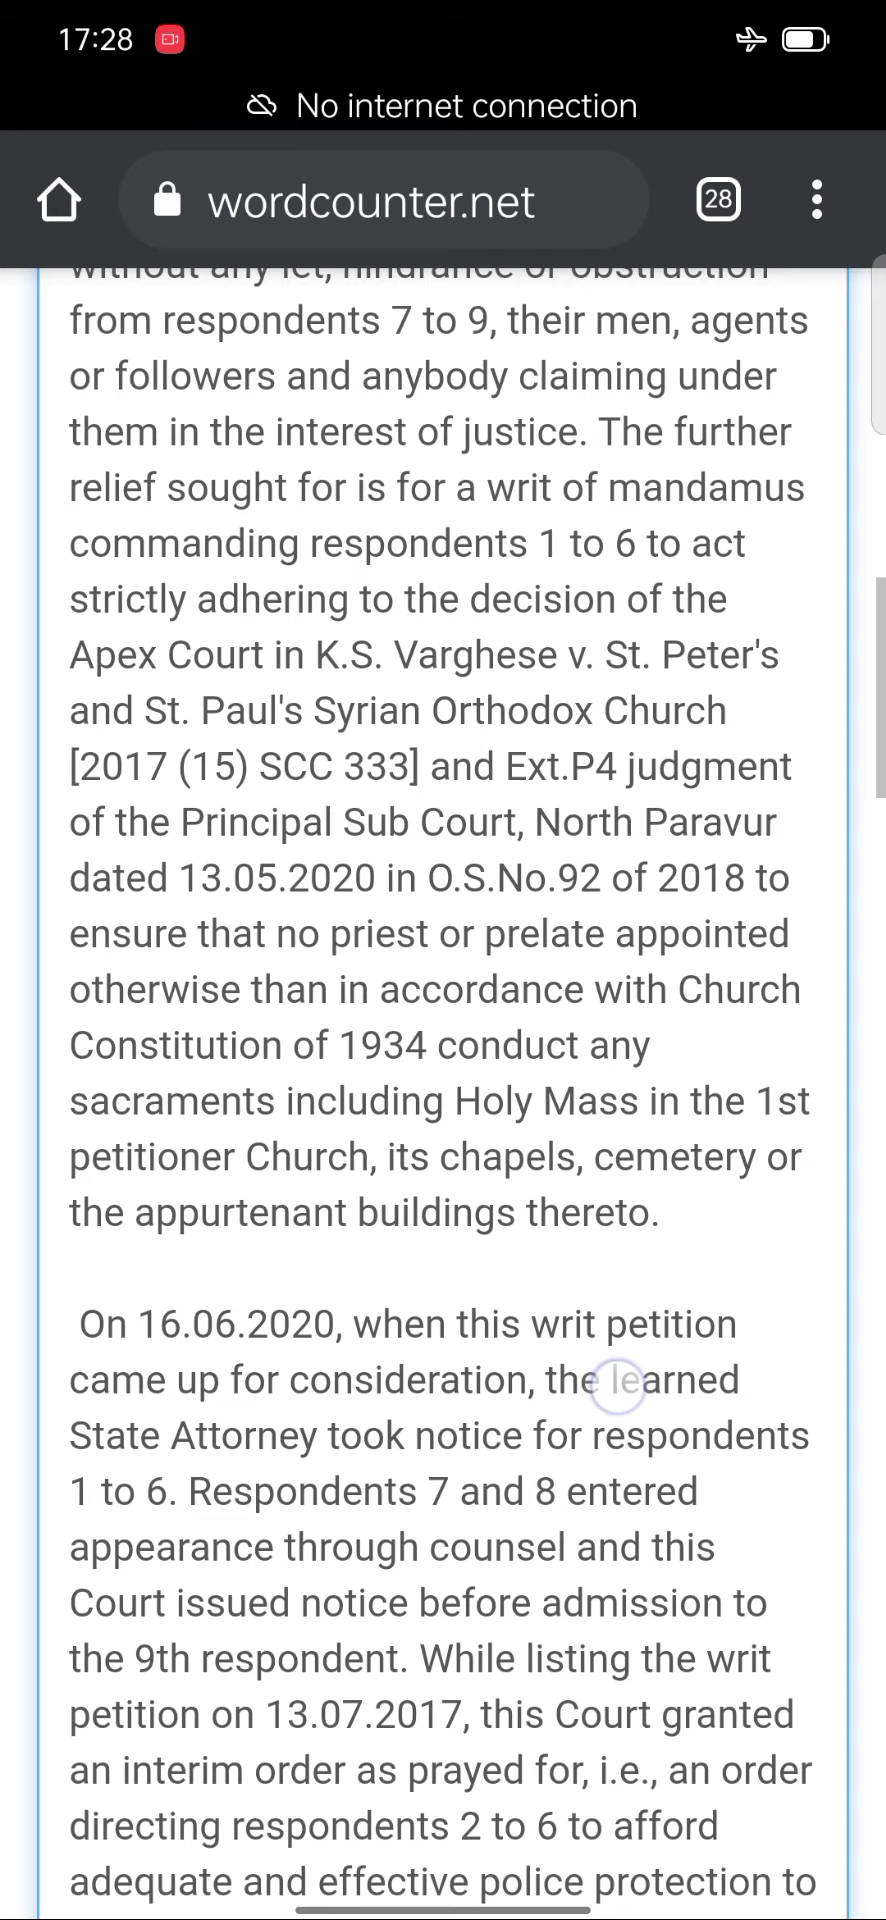 17:28
No internet connection
wordcounter.net
28
without any let, hindrance or obstruction
from respondents 7 to 9, their men, agents
or followers and anybody claiming under
them in the interest of justice. The further
relief sought for is for a writ of mandamus
commanding respondents 1 to 6 to act
strictly adhering to the decision of the
Apex Court in K.S. Varghese v. St. Peter's
and St. Paul's Syrian Orthodox Church
[2017 (15) SCC 333] and Ext.P4 judgment
of the Principal Sub Court, North Paravur
dated 13.05.2020 in O.S.No.92 of 2018 to
ensure that no priest or prelate appointed
otherwise than in accordance with Church
Constitution of 1934 conduct any
sacraments including Holy Mass in the 1st
petitioner Church, its chapels, cemetery or
the appurtenant buildings thereto.
On 16.06.2020, when this writ petition
came up for consideration, the learned
State Attorney took notice for respondents
1 to 6. Respondents 7 and 8 entered
appearance through counsel and this
Court issued notice before admission to
the 9th respondent. While listing the writ
petition on 13.07.2017, this Court granted
an interim order as prayed for, i.e., an order
directing respondents 2 to 6 to afford
adequate and effective police protection to